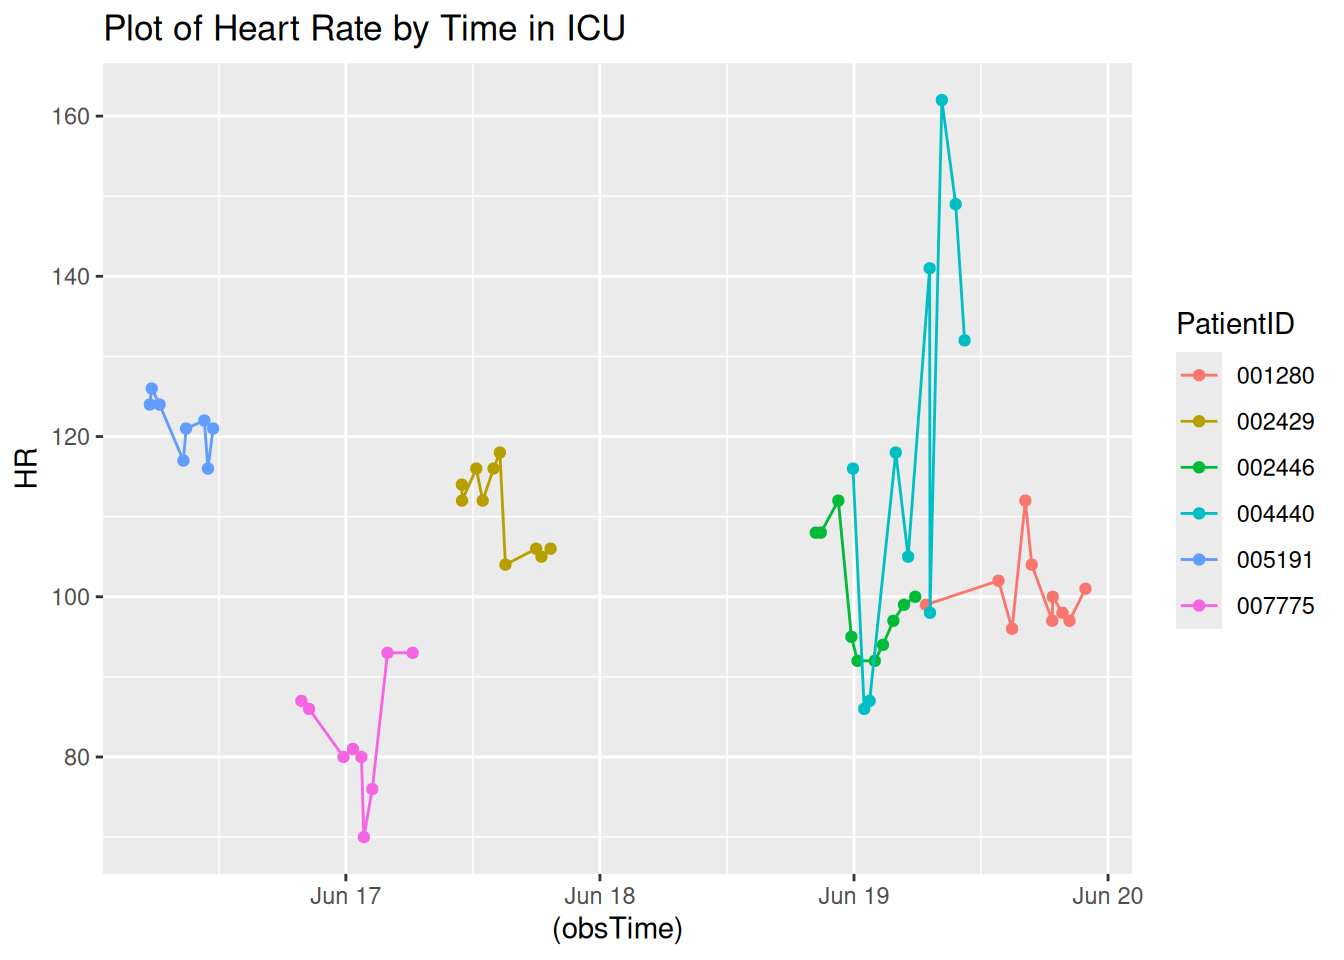 Plot of Heart Rate by Time in ICU
160
140
120
100
80
HR
Jun 17
Jun 18
Jun 19
Jun 20
(obsTime)
PatientID
001280
002429
002446
004440
005191
007775